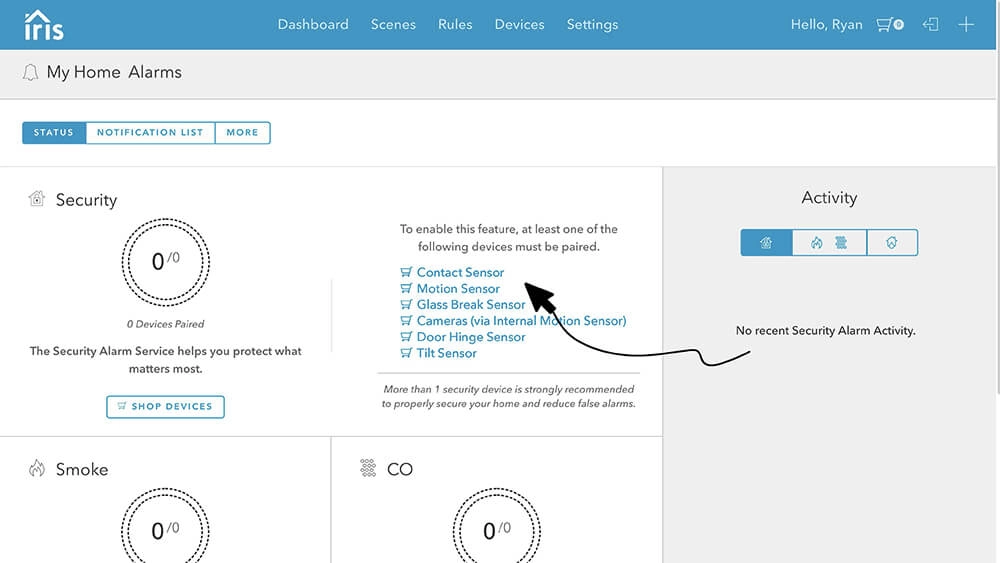 iris
Dashboard Scenes Rules Devices Settings
Hello, Ryan 0
My Home Alarms
STATUS NOTIFICATION LIST MORE
Security
0/0
0 Devices Paired
The Security Alarm Service helps you protect what
matters most.
SHOP DEVICES
To enable this feature, at least one of the
following devices must be paired.
Contact Sensor
Motion Sensor
Glass Break Sensor
Cameras (via Internal Motion Sensor)
Door Hinge Sensor
Tilt Sensor
More than 1 security device is strongly recommended
to properly secure your home and reduce false alarms.
Activity
No recent Security Alarm Activity.
Smoke
0/0
CO
0/0